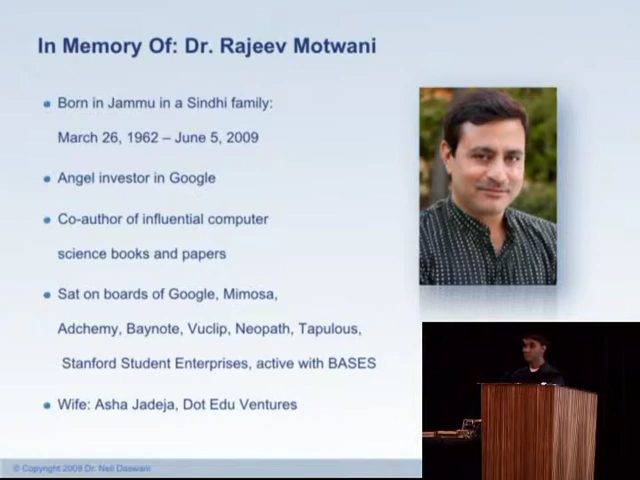 In Memory Of: Dr. Rajeev Motwani
Born in Jammu in a Sindhi family:
March 26, 1962 – June 5, 2009
Angel investor in Google
Co-author of influential computer
science books and papers
Sat on boards of Google, Mimosa,
Adchemy, Baynote, Vuclip, Neopath, Tapulous,
Stanford Student Enterprises, active with BASES
Wife: Asha Jadeja, Dot Edu Ventures
© Copyright 2009 Dr. Neil Daswani